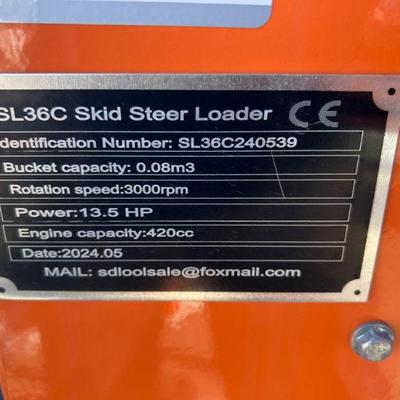 SL36C Skid Steer Loader CE
dentification Number: SL36C240539
Bucket capacity: 0.08m3
Rotation speed:3000rpm
Power:13.5 HP
Engine capacity:420cc
Date:2024.05
MAIL: sdloolsale@foxmail.com